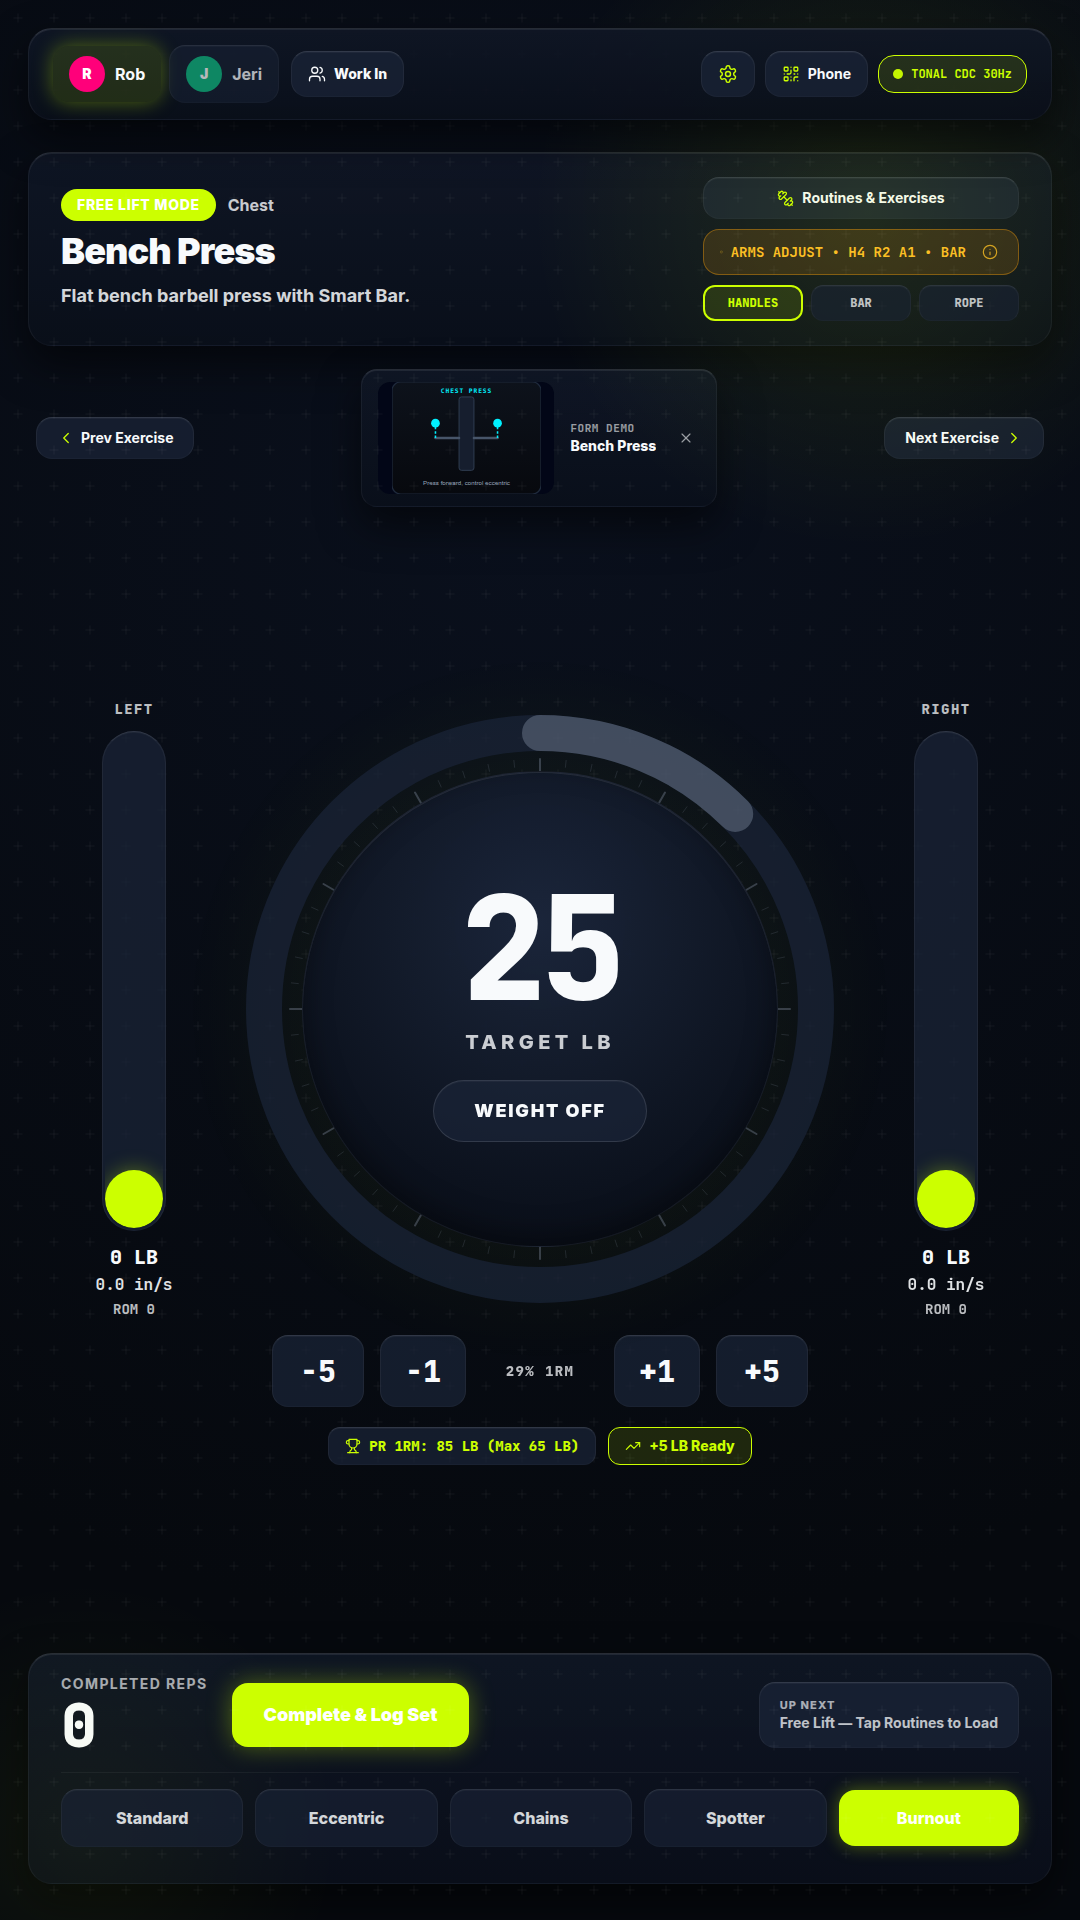 R Rob
J Jeri
Work In
Phone
TONAL CDC 30Hz
FREE LIFT MODE Chest
Bench Press
Flat bench barbell press with Smart Bar.
Routines & Exercises
ARMS ADJUST • H4 R2 A1 • BAR
HANDLES BAR ROPE
Prev Exercise
CHEST PRESS
Press forward, control eccentric
FORM DEMO
Bench Press
Next Exercise
LEFT
RIGHT
25
TARGET LB
WEIGHT OFF
0 LB
0.0 in/s
ROM 0
0 LB
0.0 in/s
ROM 0
-5 -1 29% 1RM +1 +5
PR 1RM: 85 LB (Max 65 LB)
+5 LB Ready
COMPLETED REPS
0
Complete & Log Set
UP NEXT
Free Lift — Tap Routines to Load
Standard Eccentric Chains Spotter Burnout